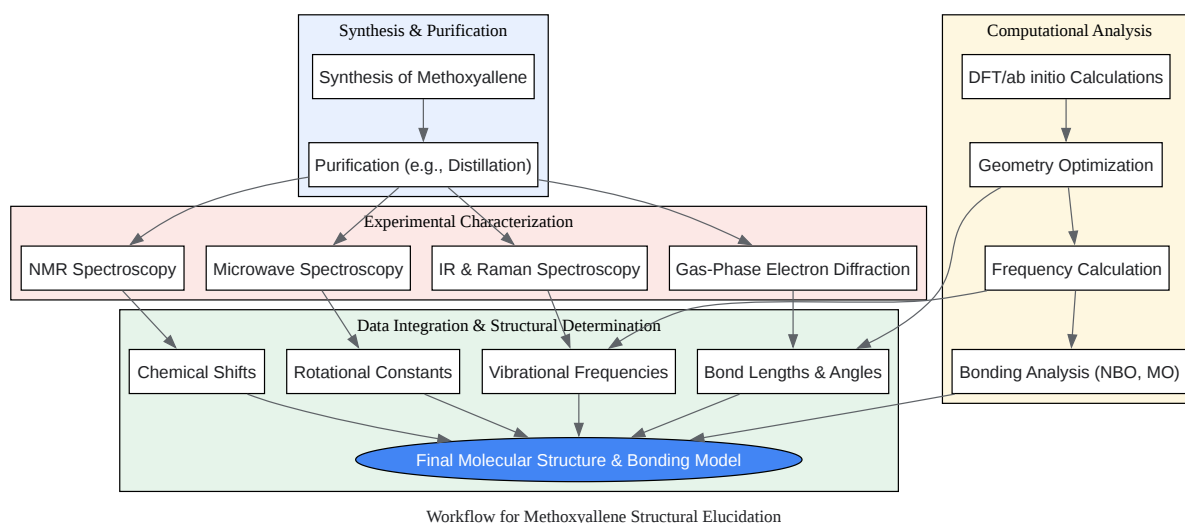 Synthesis & Purification
Computational Analysis
Synthesis of Methoxyallene
DFT/ab initio Calculations
Purification (e.g., Distillation)
Geometry Optimization
Experimental Characterization
NMR Spectroscopy
Microwave Spectroscopy
IR & Raman Spectroscopy
Gas-Phase Electron Diffraction
Frequency Calculation
Data Integration & Structural Determination
Chemical Shifts
Rotational Constants
Vibrational Frequencies
Bond Lengths & Angles
Bonding Analysis (NBO, MO)
Final Molecular Structure & Bonding Model
Workflow for Methoxyallene Structural Elucidation